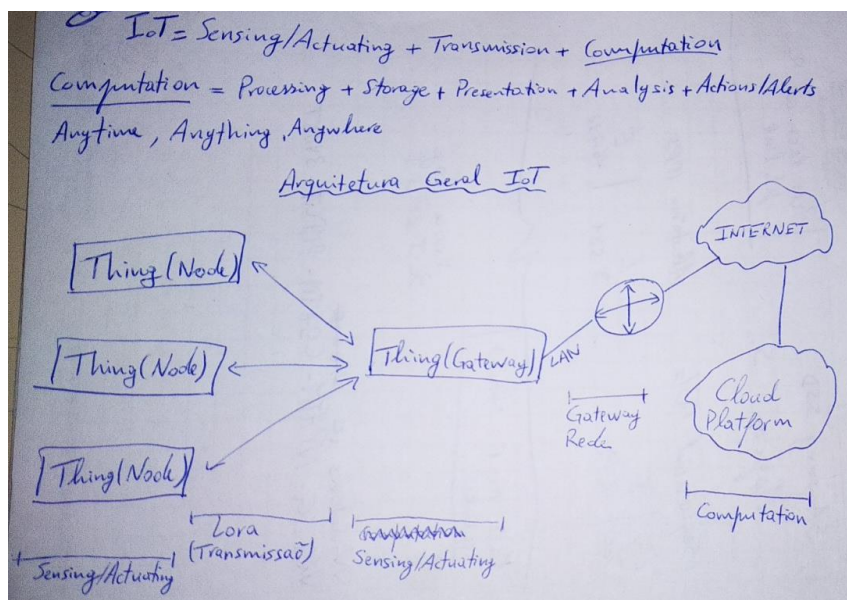 IoT = Sensing/Actuating + Transmission + Computation
Computation = Processing + Storage + Presentation + Analysis + Actions/Alerts
Anytime, Anything, Anywhere
Arquitetura Geral IoT
INTERNET
Thing(Node)
Thing(Node)
Thing(Gateway)
LAN
Gateway
Rede
Cloud
Platform
Thing(Node)
Lora
(Transmissaõ)
Sensing/Actuating
Sensing/Actuating
Computation